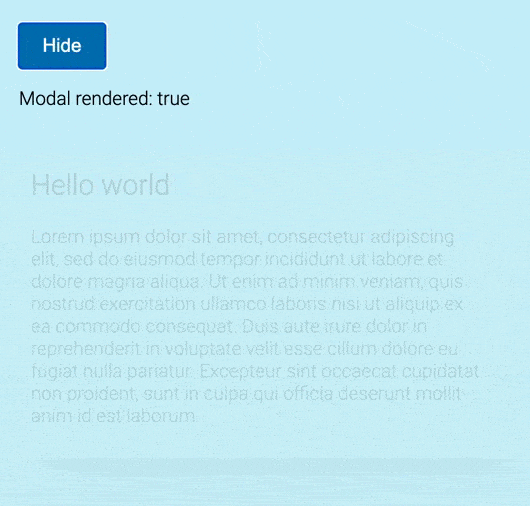 Hide
Modal rendered: true
Hello world
Lorem ipsum dolor sit amet, consectetur adipiscing
elit, sed do eiusmod tempor incididunt ut labore et
dolore magna aliqua. Ut enim ad minim veniam, quis
nostrud exercitation ullamco laboris nisi ut aliquip ex
ea commodo consequat. Duis aute irure dolor in
reprehenderit in voluptate velit esse cillum dolore eu
fugiat nulla pariatur. Excepteur sint occaecat cupidatat
non proident, sunt in culpa qui officia deserunt mollit
anim id est laborum.